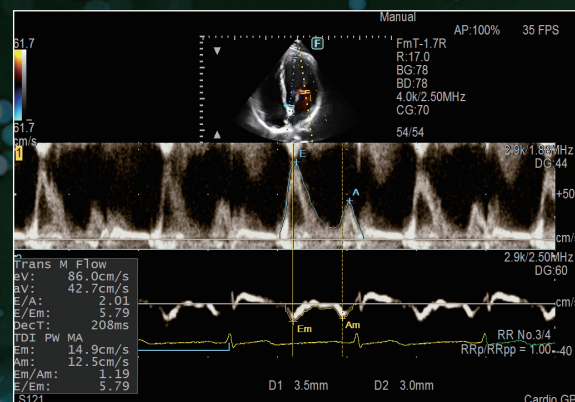 Manual
AP:100% 35 FPS
F
FmT-1.7R
R:17.0
BG:78
BD:78
4.0k/2.50MHz
CG:70
54/54
61.7
61.7
cm/s
1
2.9k/1.88MHz
DG:44
E
A
+50
cm/s
Trans M Flow
eV: 86.0cm/s
aV: 42.7cm/s
E/A: 2.01
E/Em: 5.79
DecT: 208ms
TDI PW MA
Em: 14.9cm/s
Am: 12.5cm/s
Em/Am: 1.19
E/Em: 5.79
2.9k/2.50MHz
DG:60
cm/s
Em
Am
RR No.3/4
RRp/RRpp = 1.00
-40
D1 3.5mm D2 3.0mm
S121